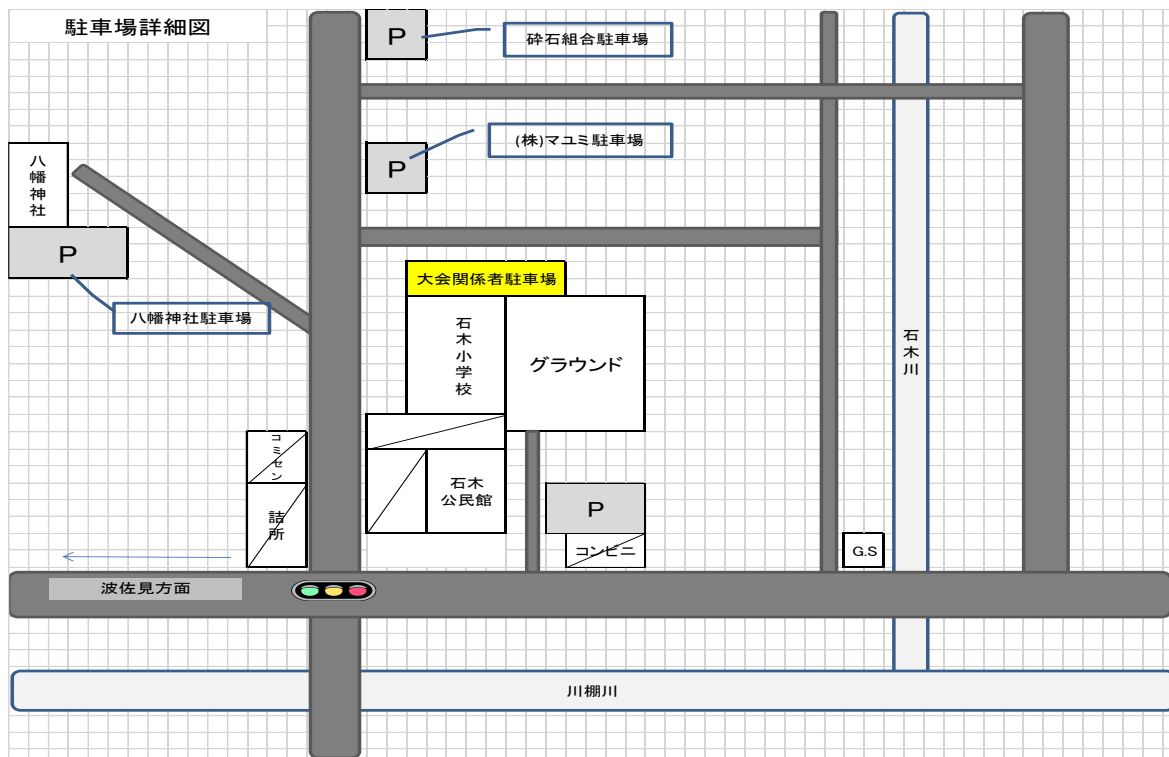 駐車場詳細図
P
砕石組合駐車場
P
(株)マユミ駐車場
八幡神社
P
八幡神社駐車場
大会関係者駐車場
石木小学校
グラウンド
石木川
コミセン
詰所
石木
公民館
P
コンビニ
G.S
波佐見方面
川棚川